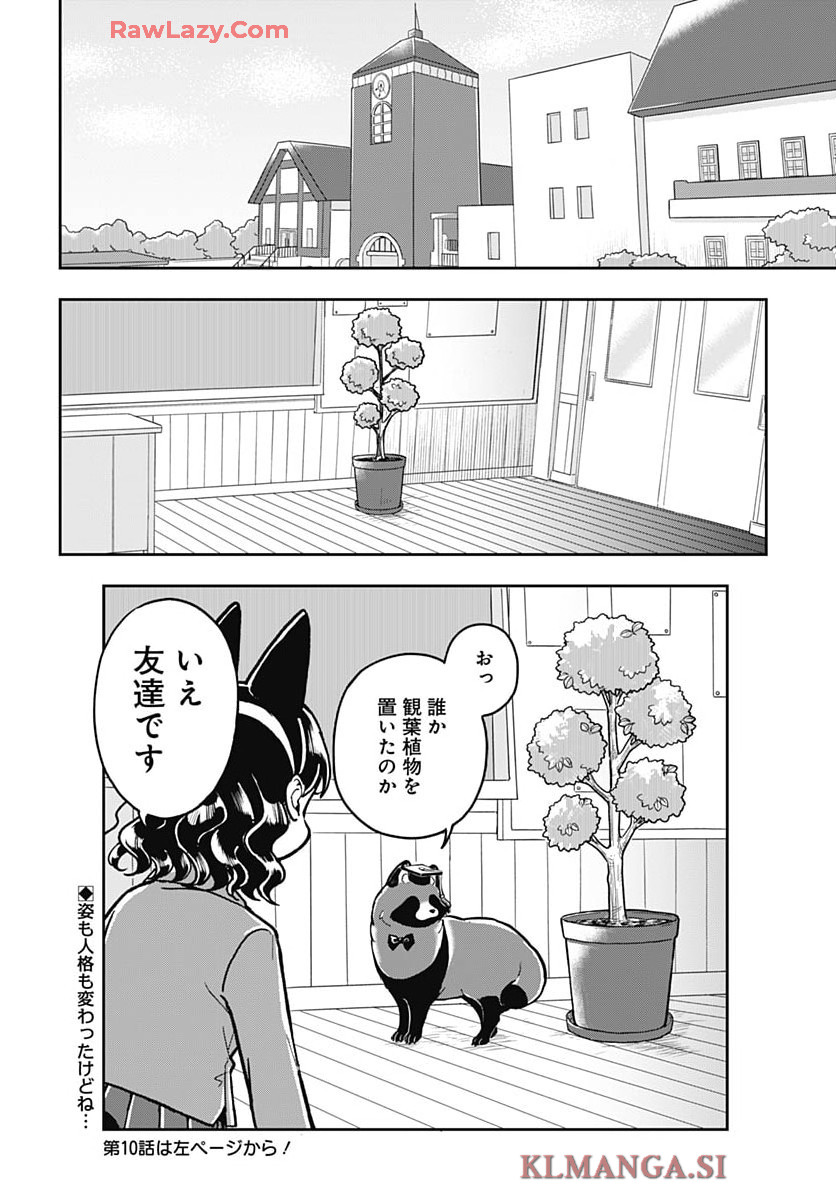 RawLazy.Com
おっ
誰か
観葉植物を
置いたのか
いえ
友達です
◆姿も人格も変わったけどね…
第10話は左ページから！
KLMANGA.SI